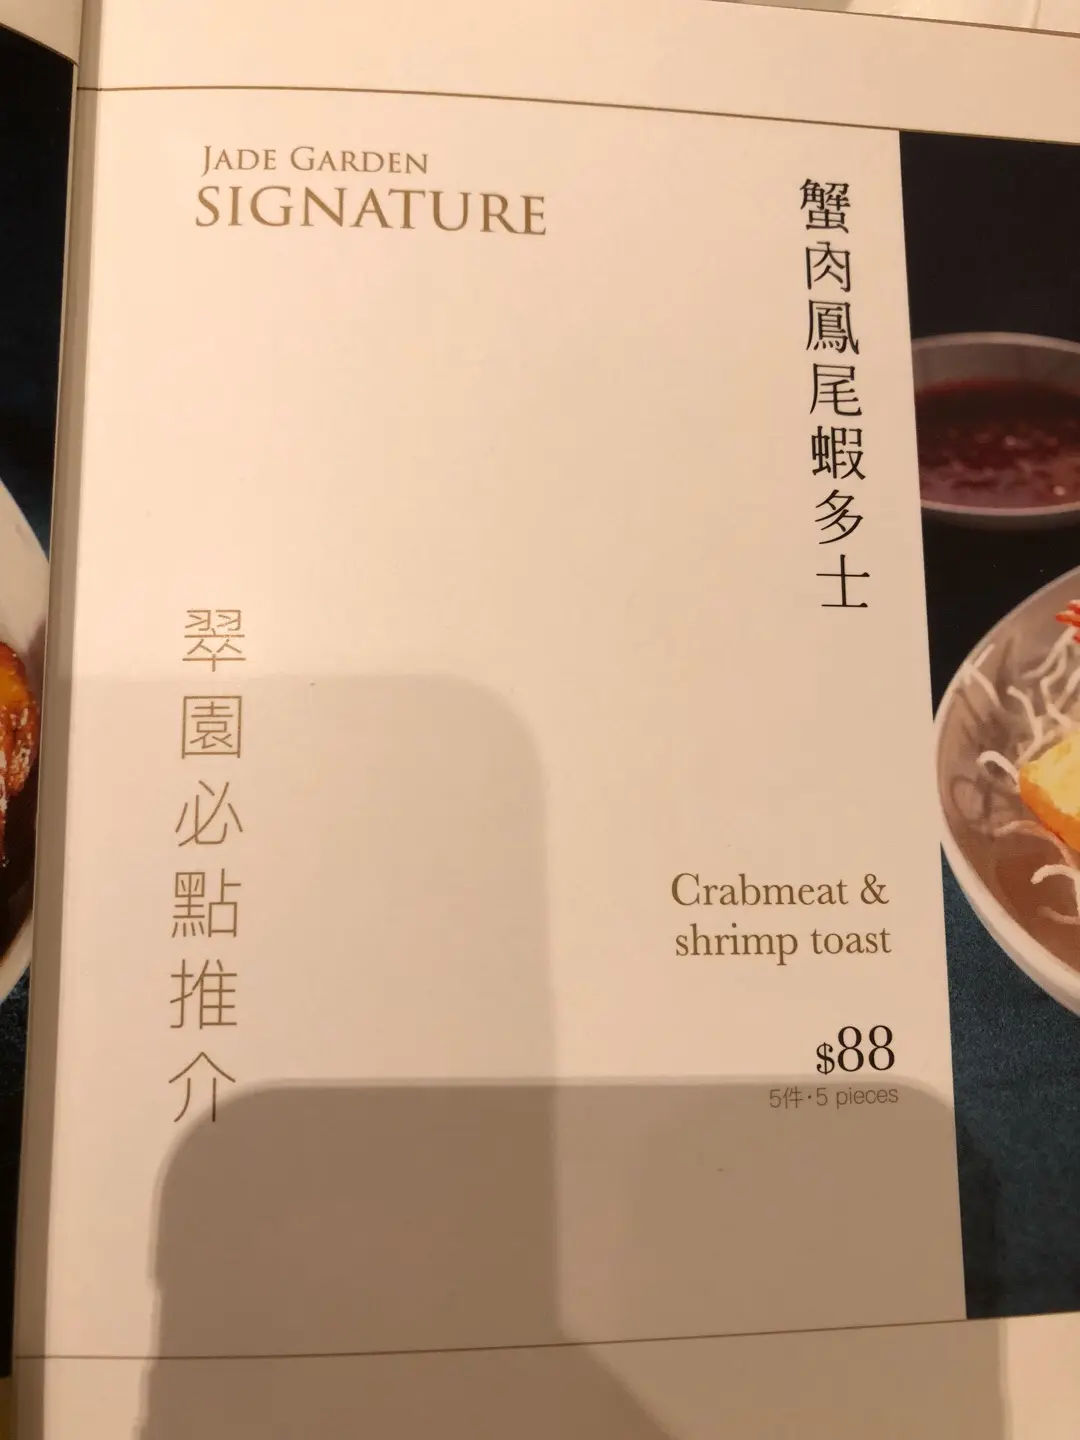 JADE GARDEN
SIGNATURE
蟹肉鳳尾蝦多士
翠園必點推介
Crabmeat &
shrimp toast
$88
5件·5 pieces